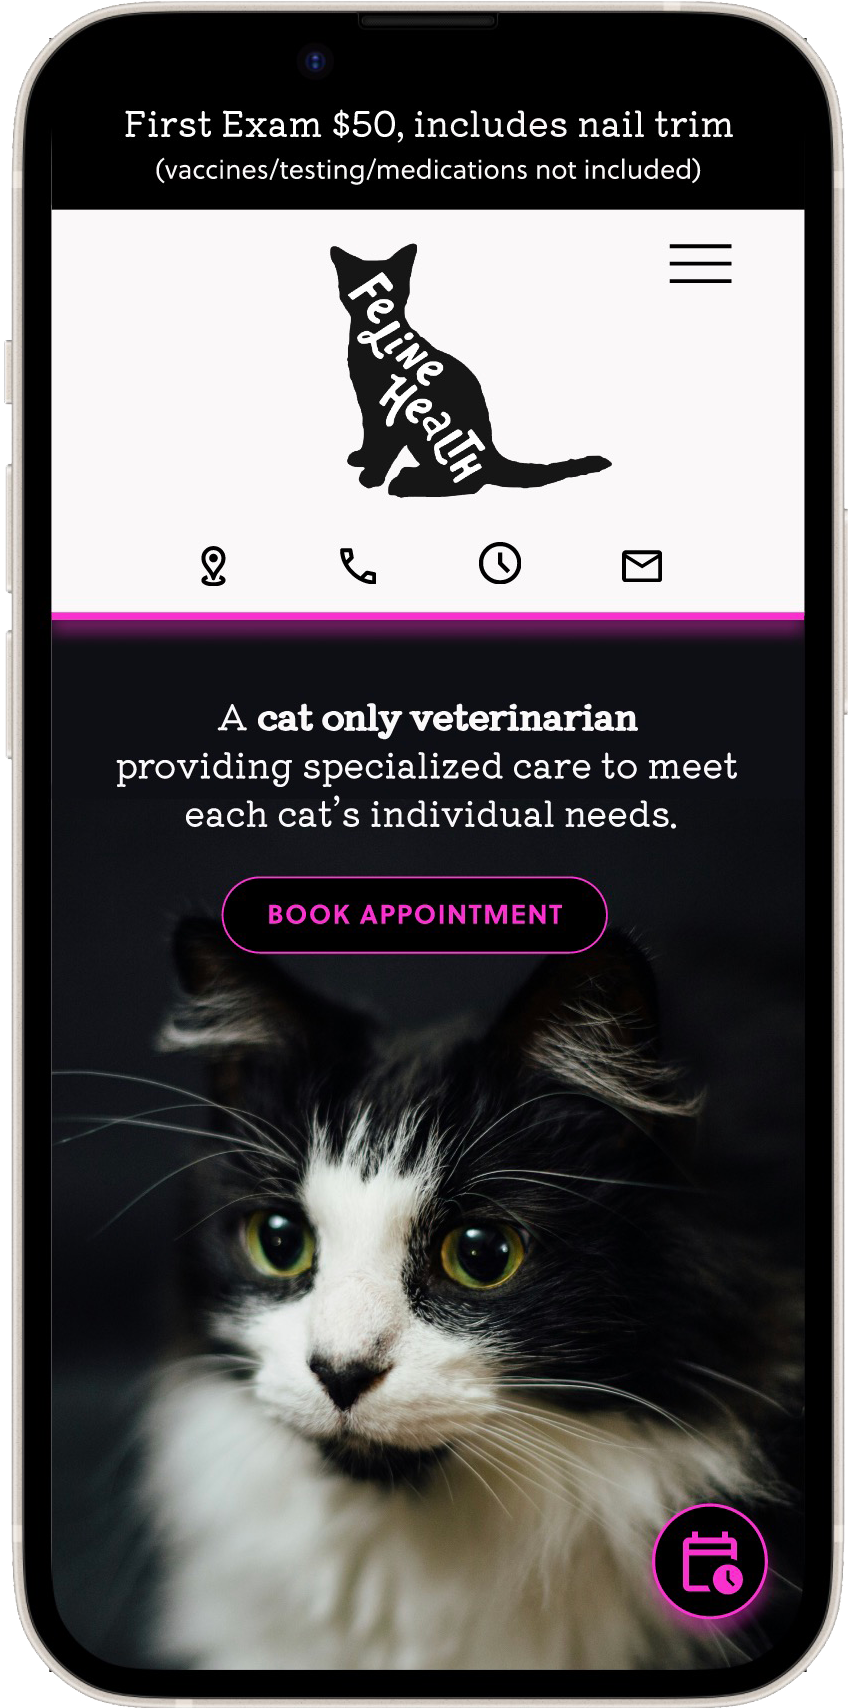 First Exam $50, includes nail trim
(vaccines/testing/medications not included)
FeLiNe
HeaLTH
A cat only veterinarian
providing specialized care to meet
each cat’s individual needs.
BOOK APPOINTMENT